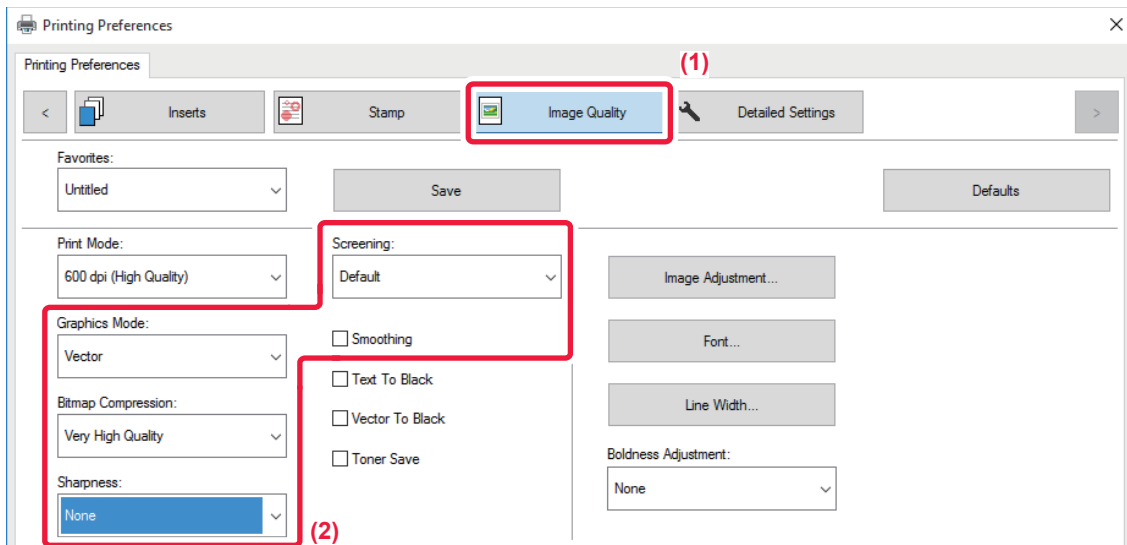 Printing Preferences
Printing Preferences
(1)
< Inserts Stamp Image Quality Detailed Settings >
Favorites:
Untitled Save Defaults
Print Mode: Screening:
600 dpi (High Quality) Default Image Adjustment...
Graphics Mode:
Smoothing Font...
Vector
Text To Black
Bitmap Compression: Line Width...
Vector To Black
Very High Quality
Toner Save Boldness Adjustment:
Sharpness:
None
None
(2)